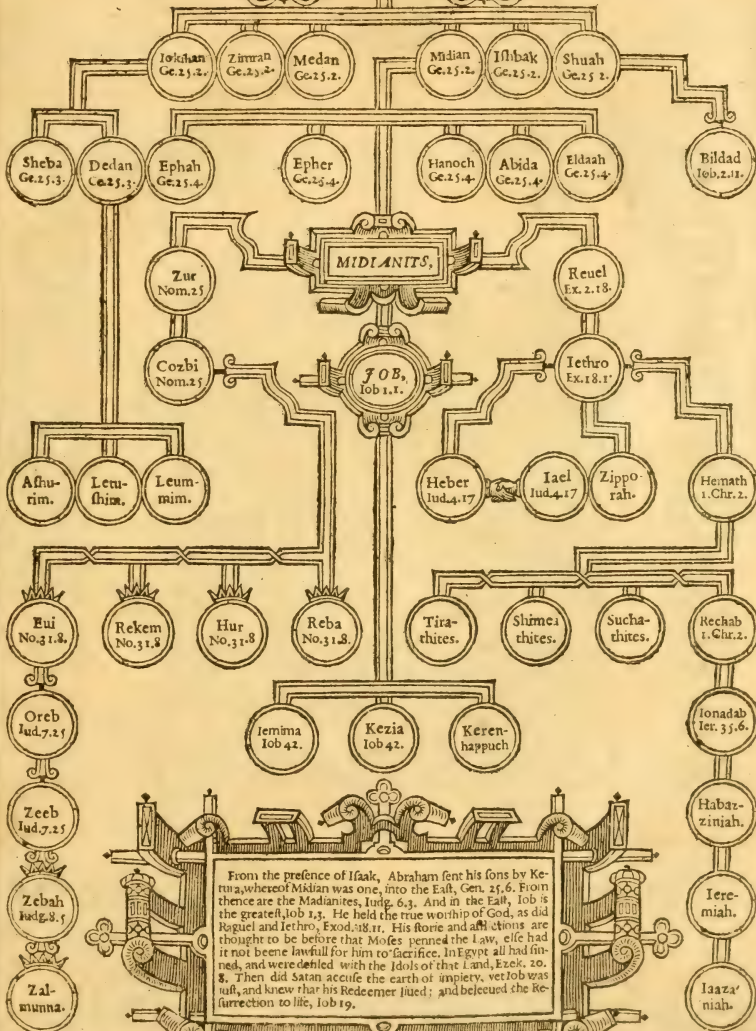 Iokſhan Zimran Medan Midian Iſhbak Shuah
Ge.25.2. Ge.25.2. Ge.25.2. Ge.25.2. Ge.25.2. Ge.25 2.
Sheba Dedan Ephah Epher Hanoch Abida Eldaah Bildad
Ge.25.3. Ge.25.3. Ge.25.4. Ge.25.4. Ge.25.4. Ge.25.4. Ge.25.4. Iob.2.11.
MIDIANITS,
Zur Reuel
Nom.25 Ex.2.18.
Cozbi JOB, Iethro
Nom.25 Iob 1.1. Ex.18.1.
Aſhu- Letu- Leum- Heber Iael Zippo- Hemath
rim. ſhim. mim. Iud.4.17 Iud.4.17 rah. 1.Chr.2.
Eui Rekem Hur Reba Tira- Shimea Sucha- Rechab
No.31.8. No.31.8 No.31.8 No.31.8. thites. thites. thites. 1.Chr.2.
Oreb Iemima Kezia Keren- Ionadab
Iud.7.25 Iob 42. Iob 42. happuch Ier. 35.6.
Zeeb Habaz-
Iud.7.25 ziniah.
Zebah Iere-
Iudg.8.5 miah.
Zal- Iaaza'
munna. niah.
From the preſence of Iſaak, Abraham ſent his ſons by Ke-
tura, whereof Midian was one, into the Eaſt, Gen. 25.6. From
thence are the Madianites, Iudg. 6.3. And in the Eaſt, Iob is
the greateſt, Iob 1,3. He held the true worſhip of God, as did
Raguel and Iethro, Exod. 18.11. His ſtorie and afflictions are
thought to be before that Moſes penned the Law, elſe had
it not beene lawfull for him to ſacrifice. In Egypt all had ſin-
ned, and were defiled with the Idols of that Land, Ezek. 20.
8. Then did Satan accuſe the earth of impiety, yet Iob was
iuſt, and knew that his Redeemer liued; and beleeued the Re-
ſurrection to life, Iob 19.